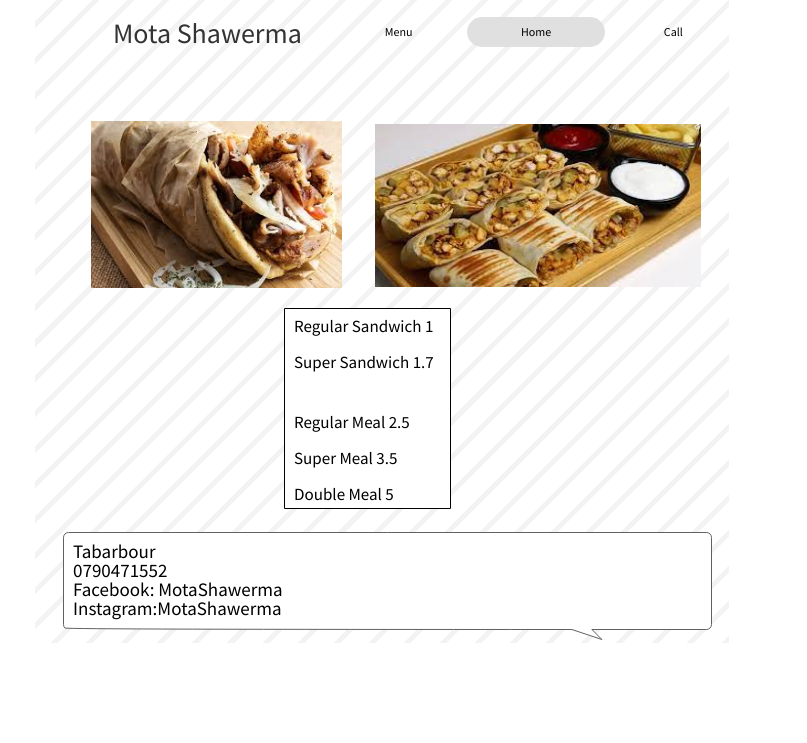 Mota Shawerma
Menu
Home
Call
Regular Sandwich 1
Super Sandwich 1.7
Regular Meal 2.5
Super Meal 3.5
Double Meal 5
Tabarbour
0790471552
Facebook: MotaShawerma
Instagram:MotaShawerma